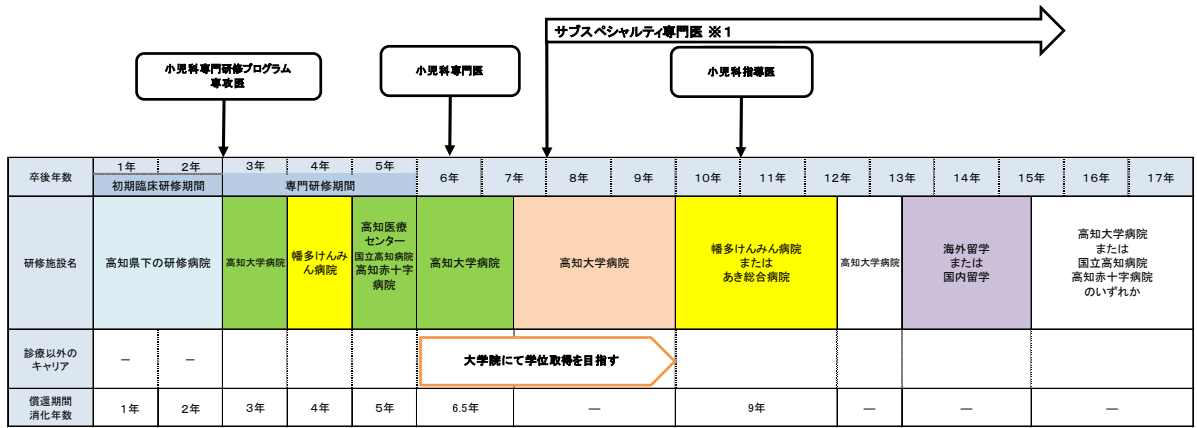 サブスペシャルティ専門医 ※1
小児科専門研修プログラム
専攻医
小児科専門医
小児科指導医
卒後年数
1年
2年
3年
4年
5年
6年
7年
8年
9年
10年
11年
12年
13年
14年
15年
16年
17年
初期臨床研修期間
専門研修期間
研修施設名
高知県下の研修病院
高知大学病院
幡多けんみ
ん病院
高知医療
センター
国立高知病院
高知赤十字
病院
高知大学病院
高知大学病院
幡多けんみん病院
または
あき総合病院
高知大学病院
海外留学
または
国内留学
高知大学病院
または
国立高知病院
高知赤十字病院
のいずれか
診療以外の
キャリア
—
—
大学院にて学位取得を目指す
償還期間
消化年数
1年
2年
3年
4年
5年
6.5年
—
9年
—
—
—